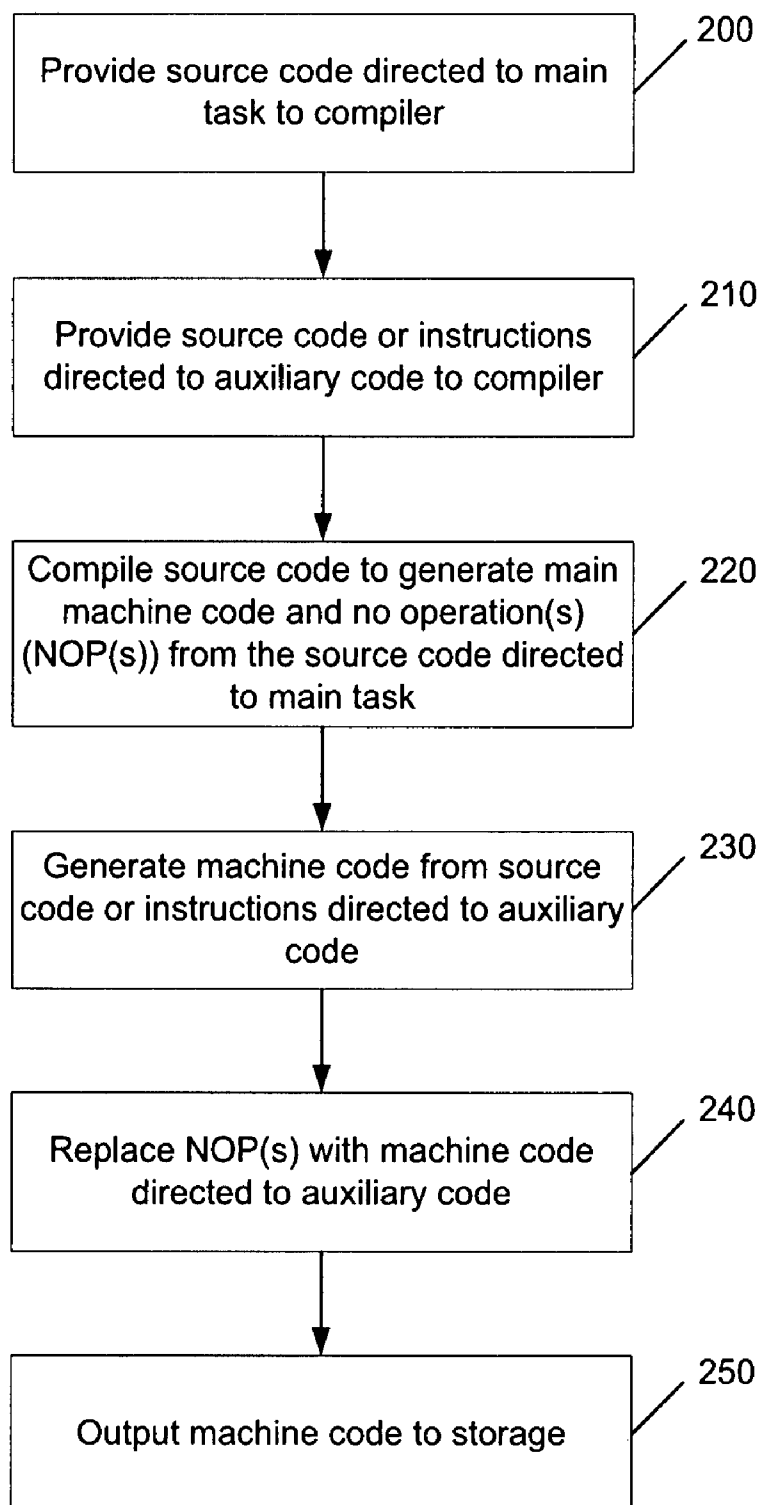 200
Provide source code directed to main
task to compiler
210
Provide source code or instructions
directed to auxiliary code to compiler
220
Compile source code to generate main
machine code and no operation(s)
(NOP(s)) from the source code directed
to main task
230
Generate machine code from source
code or instructions directed to auxiliary
code
240
Replace NOP(s) with machine code
directed to auxiliary code
250
Output machine code to storage